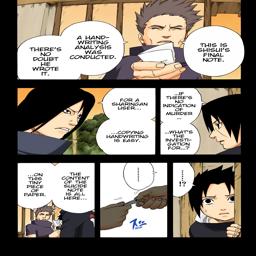 THIS IS
SHISUI'S
FINAL
NOTE.
A HAND-
WRITING
ANALYSIS
WAS
CONDUCTED.
THERE'S
NO DOUBT
HE
WROTE
IT.
...IF
THERE'S NO
INDICATION
OF
MURDER
...
...WHAT'S
THE
INVESTI-
GATION
FOR...?
FOR A
SHARINGAN
USER...
...COPYING
HANDWRITING
IS EASY.
......
!?
......
THE
CONTENT
OF THE
SUICIDE
NOTE IS
ALL
HERE...
...ON
THIS
TINY
PIECE
OF
PAPER.